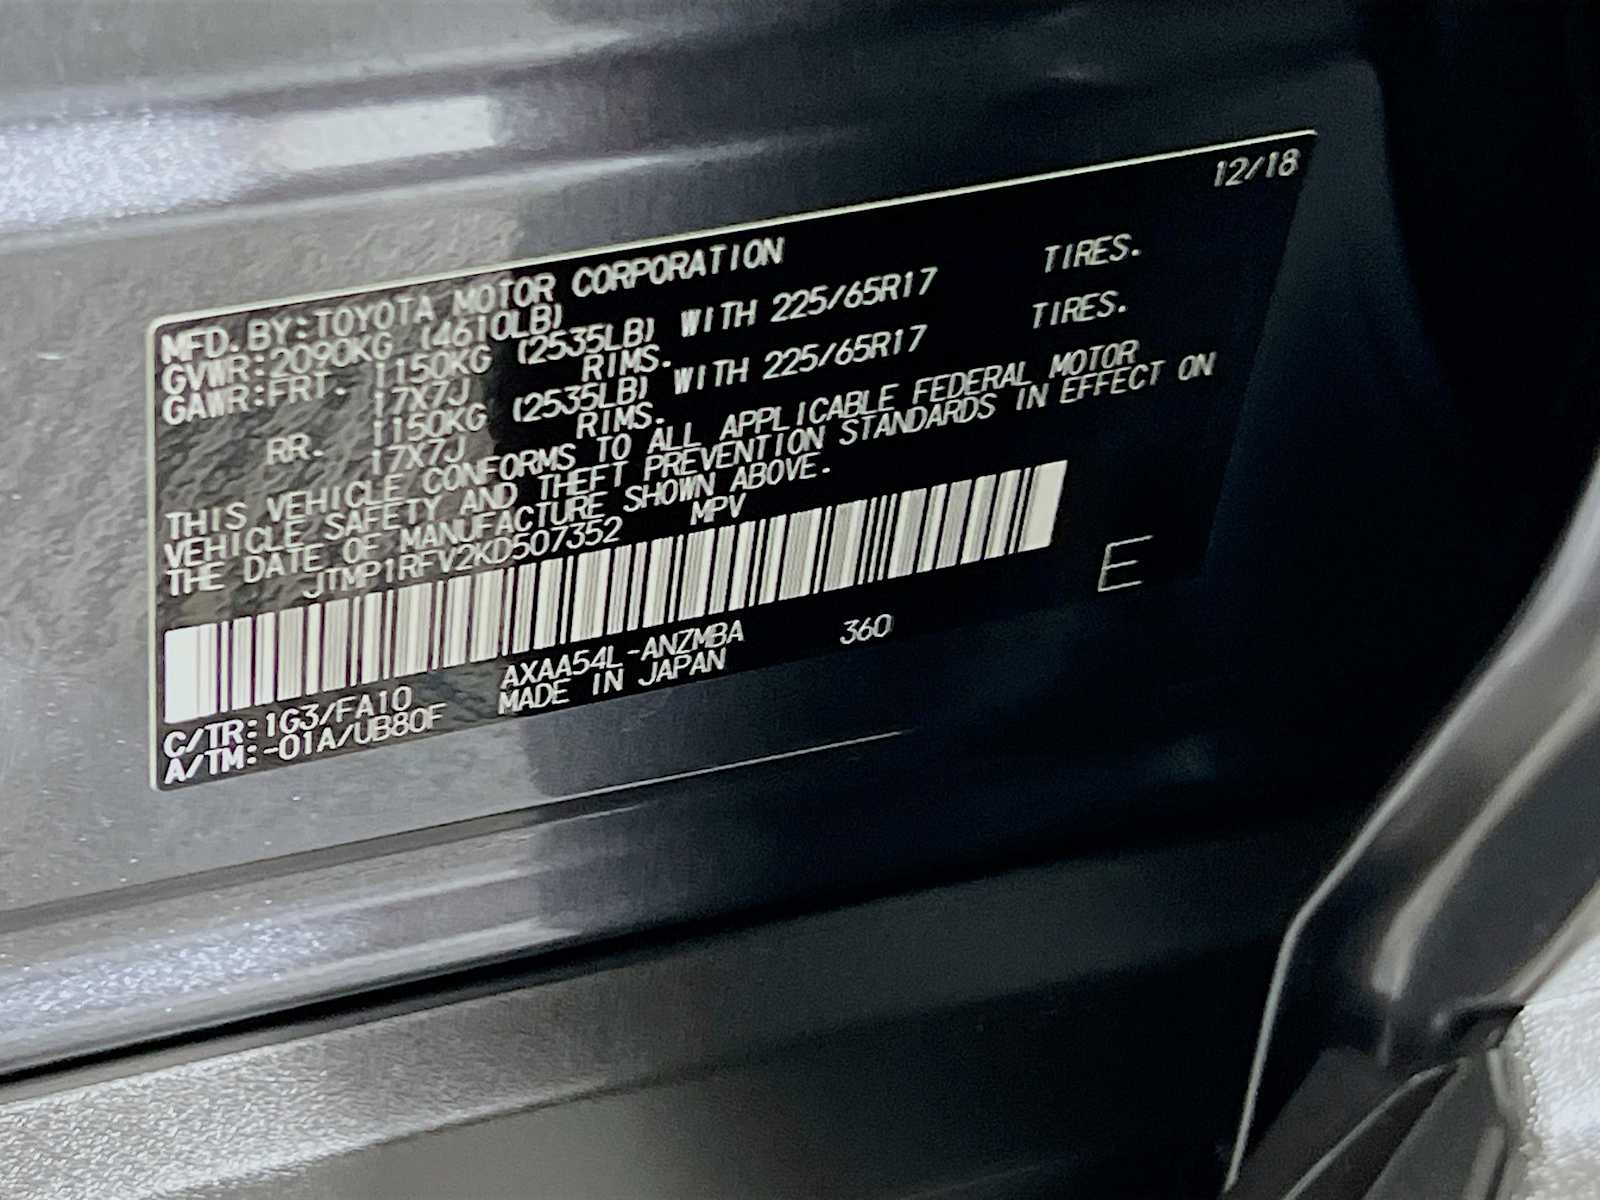 12/18
MFD. BY: TOYOTA MOTOR CORPORATION
GVWR: 2090KG (4610LB)
GAWR: FRT. 1150KG (2535LB) WITH 225/65R17 TIRES.
17X7J RIMS.
RR. 1150KG (2535LB) WITH 225/65R17 TIRES.
17X7J RIMS.
THIS VEHICLE CONFORMS TO ALL APPLICABLE FEDERAL MOTOR
VEHICLE SAFETY AND THEFT PREVENTION STANDARDS IN EFFECT ON
THE DATE OF MANUFACTURE SHOWN ABOVE.
JTMP1RFV2KD507352 MPV
E
C/TR: 1G3/FA10 AXAA54L-ANZMBA 360
A/TM: -01A/UB80F MADE IN JAPAN